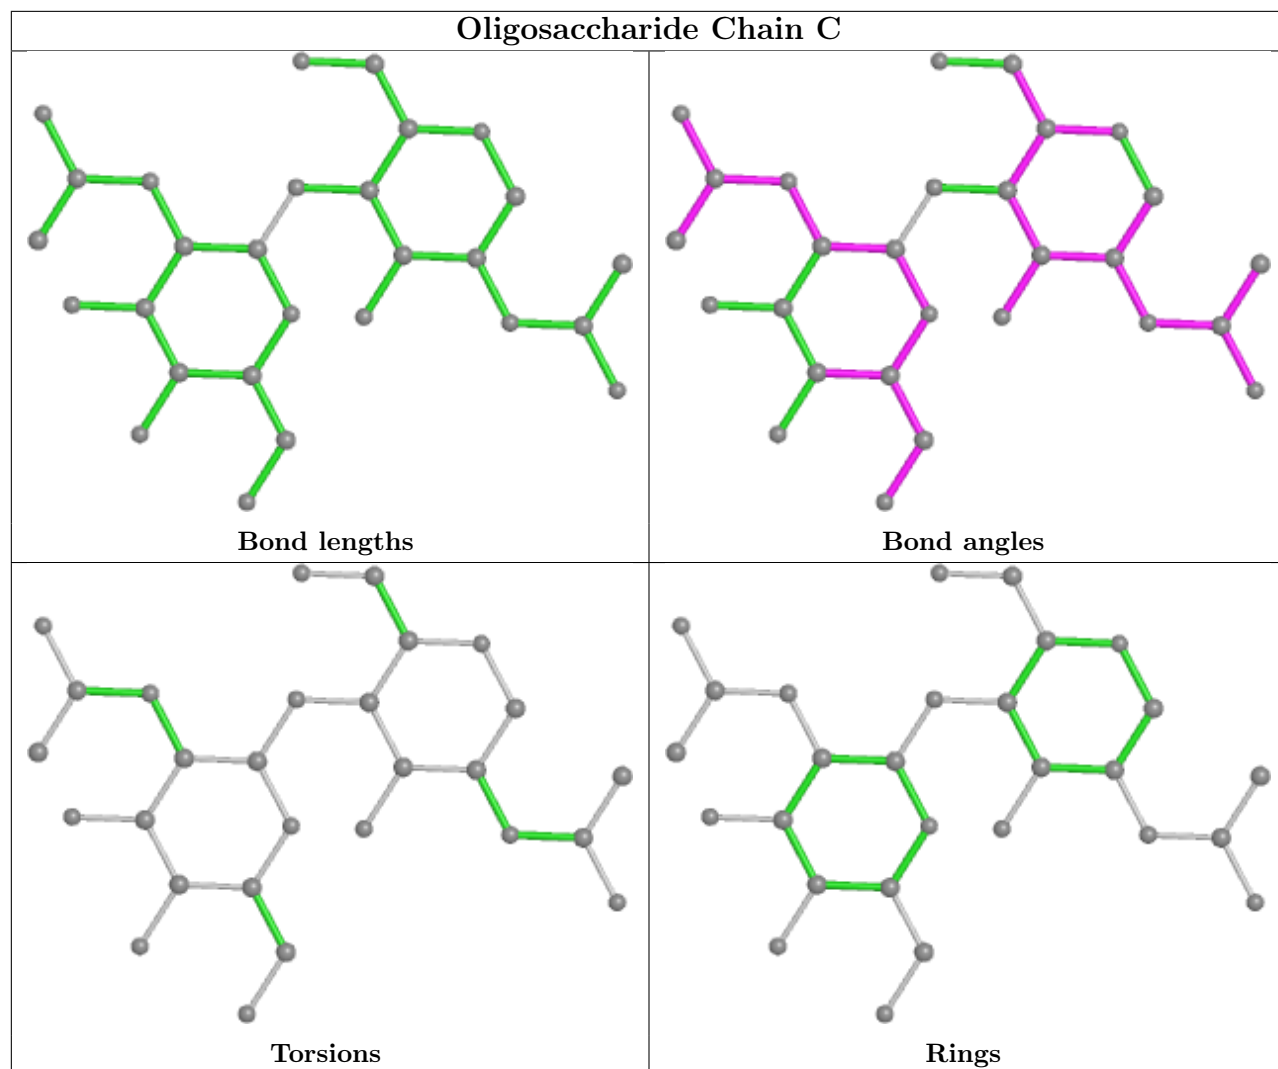 Oligosaccharide Chain C
Bond lengths
Bond angles
Torsions
Rings